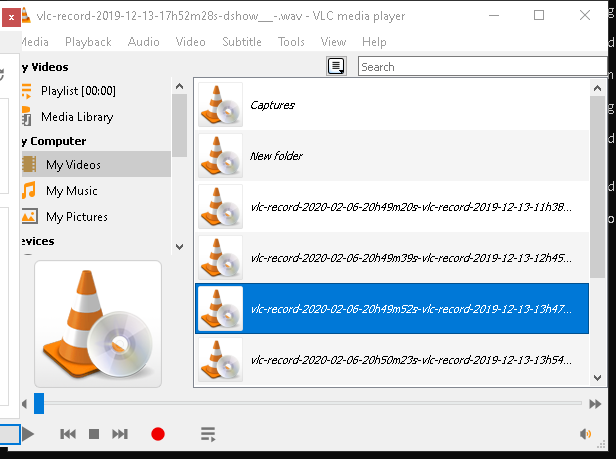 vlc-record-2019-12-13-17h52m28s-dshow___-.wav - VLC media player
Media Playback Audio Video Subtitle Tools View Help
y Videos
Search
Playlist [00:00]
Media Library
y Computer
My Videos
My Music
My Pictures
evices
Captures
New folder
vlc-record-2020-02-06-20h49m20s-vlc-record-2019-12-13-11h38...
vlc-record-2020-02-06-20h49m39s-vlc-record-2019-12-13-12h45...
vlc-record-2020-02-06-20h49m52s-vlc-record-2019-12-13-13h47...
vlc-record-2020-02-06-20h50m23s-vlc-record-2019-12-13-13h54...